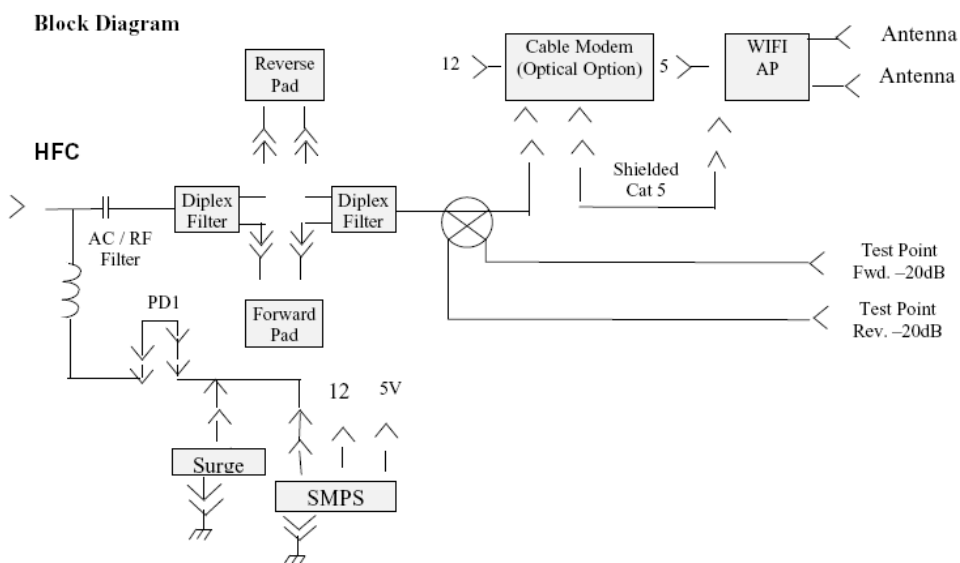 Block Diagram
Reverse
Pad
12
Cable Modem
(Optical Option)
5
WIFI
AP
Antenna
Antenna
HFC
Diplex
Filter
Diplex
Filter
Shielded
Cat 5
AC / RF
Filter
Test Point
Fwd. –20dB
PD1
Forward
Pad
Test Point
Rev. –20dB
12
5V
Surge
SMPS